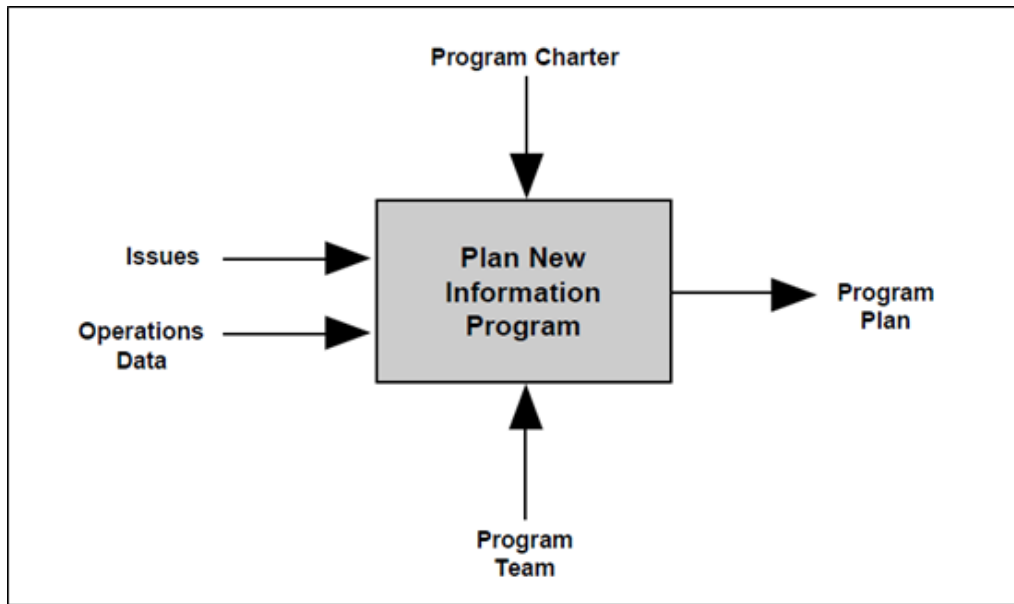 Program Charter
Issues
Operations
Data
Plan New
Information
Program
Program
Plan
Program
Team